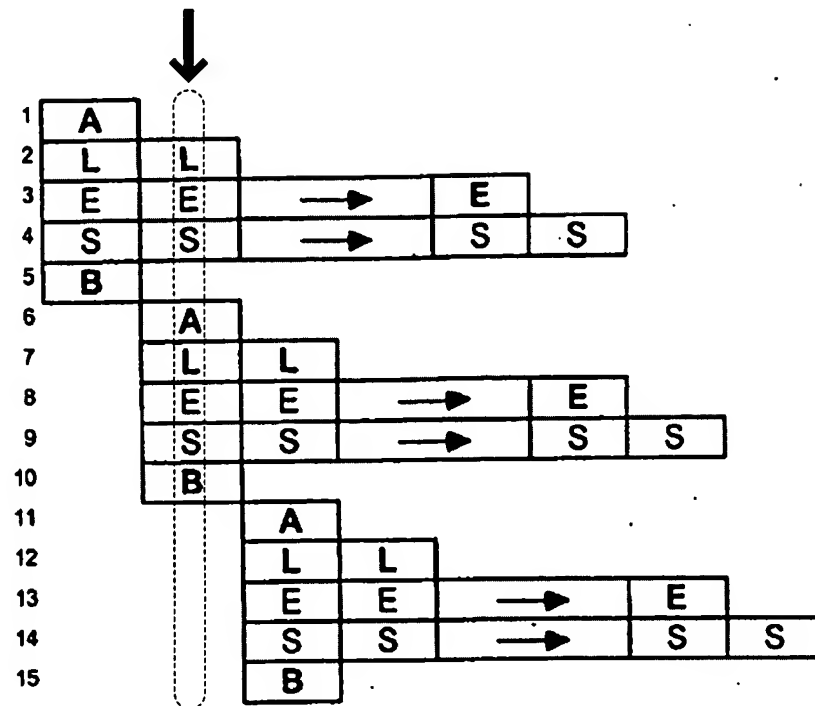 1 A
2 L L
3 E E → E
4 S S → S S
5 B
6 A
7 L L
8 E E → E
9 S S → S S
10 B
11 A
12 L L
13 E E → E
14 S S → S S
15 B